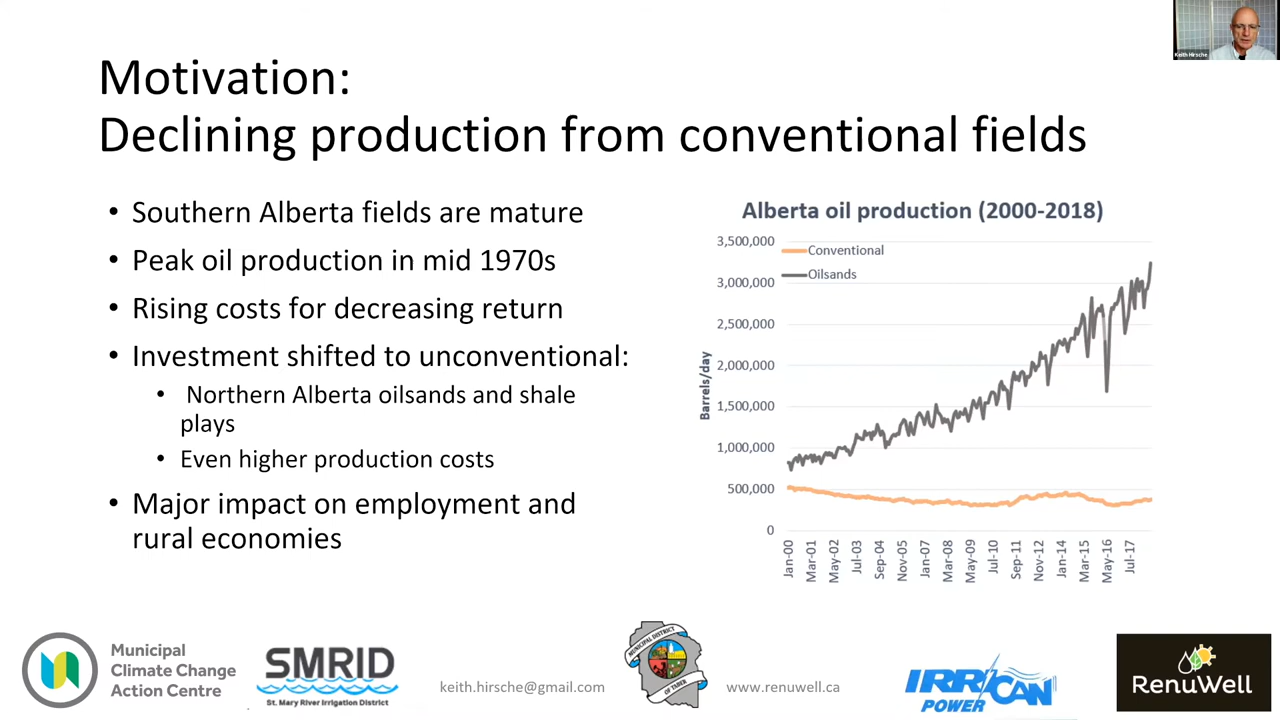 Keith Hirsche
Motivation:
Declining production from conventional fields
• Southern Alberta fields are mature
• Peak oil production in mid 1970s
• Rising costs for decreasing return
• Investment shifted to unconventional:
• Northern Alberta oilsands and shale
plays
• Even higher production costs
• Major impact on employment and
rural economies
Alberta oil production (2000-2018)
Conventional
Oilsands
Barrels/day
3,500,000
3,000,000
2,500,000
2,000,000
1,500,000
1,000,000
500,000
0
Jan-00
Mar-01
May-02
Jul-03
Sep-04
Nov-05
Jan-07
Mar-08
May-09
Jul-10
Sep-11
Nov-12
Jan-14
Mar-15
May-16
Jul-17
Municipal
Climate Change
Action Centre
SMRID
St. Mary River Irrigation District
keith.hirsche@gmail.com
MUNICIPAL DISTRICT
OF TABER
www.renuwell.ca
IRRICAN
POWER
RenuWell